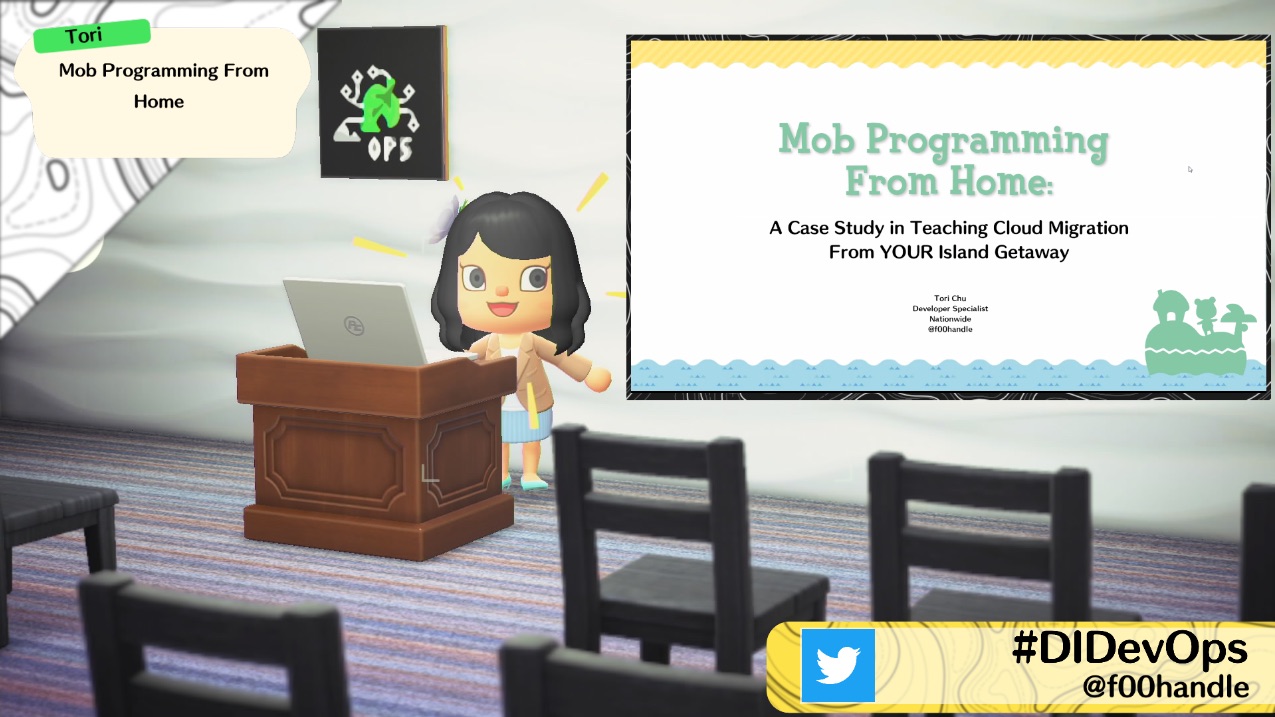 Tori
Mob Programming From
Home
OPS
Mob Programming
From Home:
A Case Study in Teaching Cloud Migration
From YOUR Island Getaway
Tori Chu
Developer Specialist
Nationwide
@f00handle
#DIDevOps
@f00handle